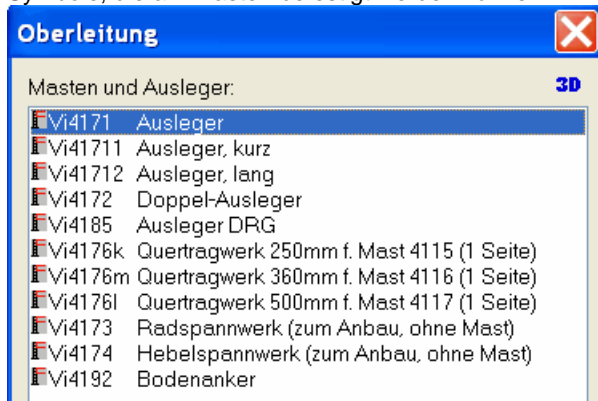 Oberleitung
Masten und Ausleger: 3D
Vi4171 Ausleger
Vi41711 Ausleger, kurz
Vi41712 Ausleger, lang
Vi4172 Doppel-Ausleger
Vi4185 Ausleger DRG
Vi4176k Quertragwerk 250mm f. Mast 4115 (1 Seite)
Vi4176m Quertragwerk 360mm f. Mast 4116 (1 Seite)
Vi4176l Quertragwerk 500mm f. Mast 4117 (1 Seite)
Vi4173 Radspannwerk (zum Anbau, ohne Mast)
Vi4174 Hebelspannwerk (zum Anbau, ohne Mast)
Vi4192 Bodenanker